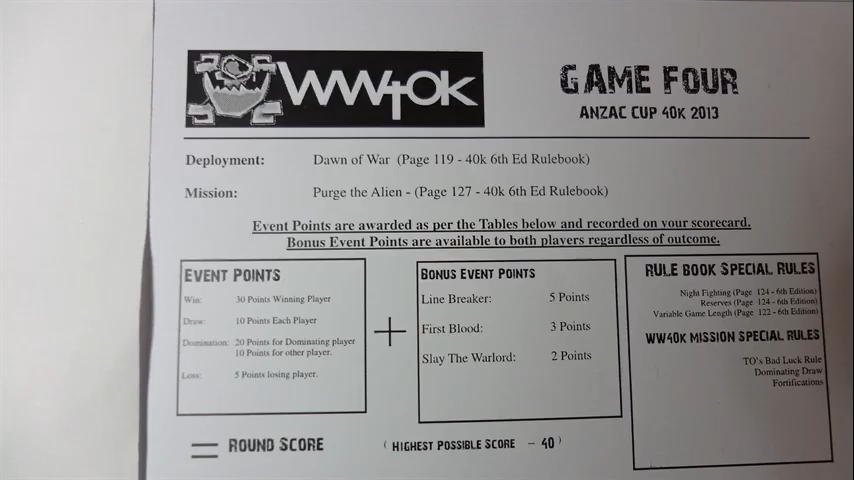 WW40K
GAME FOUR
ANZAC CUP 40K 2013
Deployment: Dawn of War (Page 119 - 40k 6th Ed Rulebook)
Mission: Purge the Alien - (Page 127 - 40k 6th Ed Rulebook)
Event Points are awarded as per the Tables below and recorded on your scorecard.
Bonus Event Points are available to both players regardless of outcome.
EVENT POINTS
Win: 30 Points Winning Player
Draw: 10 Points Each Player
Domination: 20 Points for Dominating player
10 Points for other player.
Loss: 5 Points losing player.
+
BONUS EVENT POINTS
Line Breaker: 5 Points
First Blood: 3 Points
Slay The Warlord: 2 Points
RULE BOOK SPECIAL RULES
Night Fighting (Page 124 - 6th Edition)
Reserves (Page 124 - 6th Edition)
Variable Game Length (Page 122 - 6th Edition)
WW40K MISSION SPECIAL RULES
TO's Bad Luck Rule
Dominating Draw
Fortifications
= ROUND SCORE (HIGHEST POSSIBLE SCORE - 40)